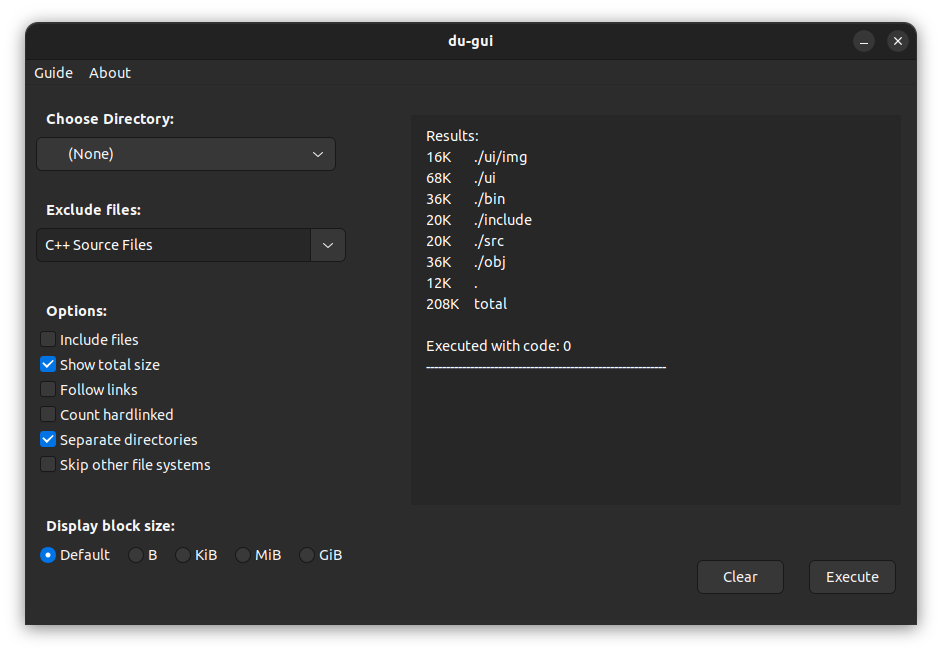 du-gui
Guide About
Choose Directory:
(None)
Exclude files:
C++ Source Files
Options:
Include files
Show total size
Follow links
Count hardlinked
Separate directories
Skip other file systems
Display block size:
Default B KiB MiB GiB
Results:
16K ./ui/img
68K ./ui
36K ./bin
20K ./include
20K ./src
36K ./obj
12K .
208K total
Executed with code: 0
------------------------------------------------------------
Clear Execute